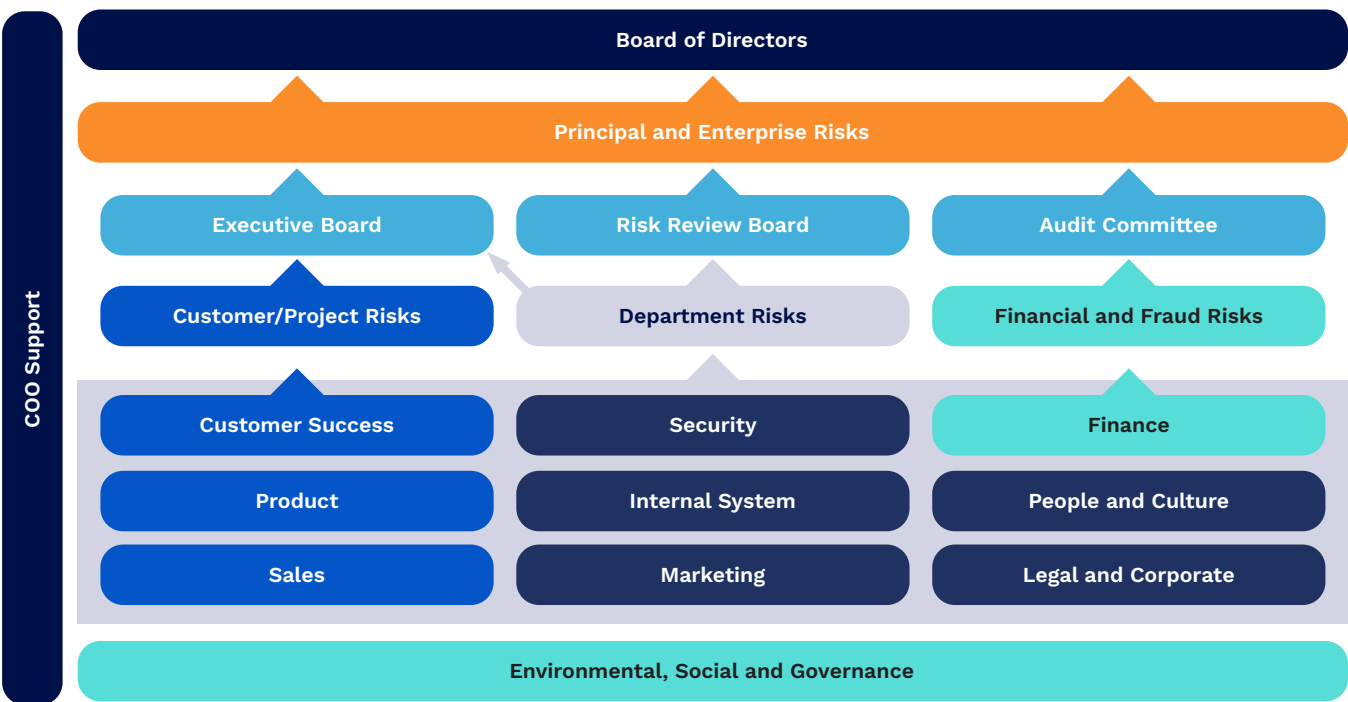 COO Support
Board of Directors
Principal and Enterprise Risks
Executive Board
Risk Review Board
Audit Committee
Customer/Project Risks
Department Risks
Financial and Fraud Risks
Customer Success
Security
Finance
Product
Internal System
People and Culture
Sales
Marketing
Legal and Corporate
Environmental, Social and Governance